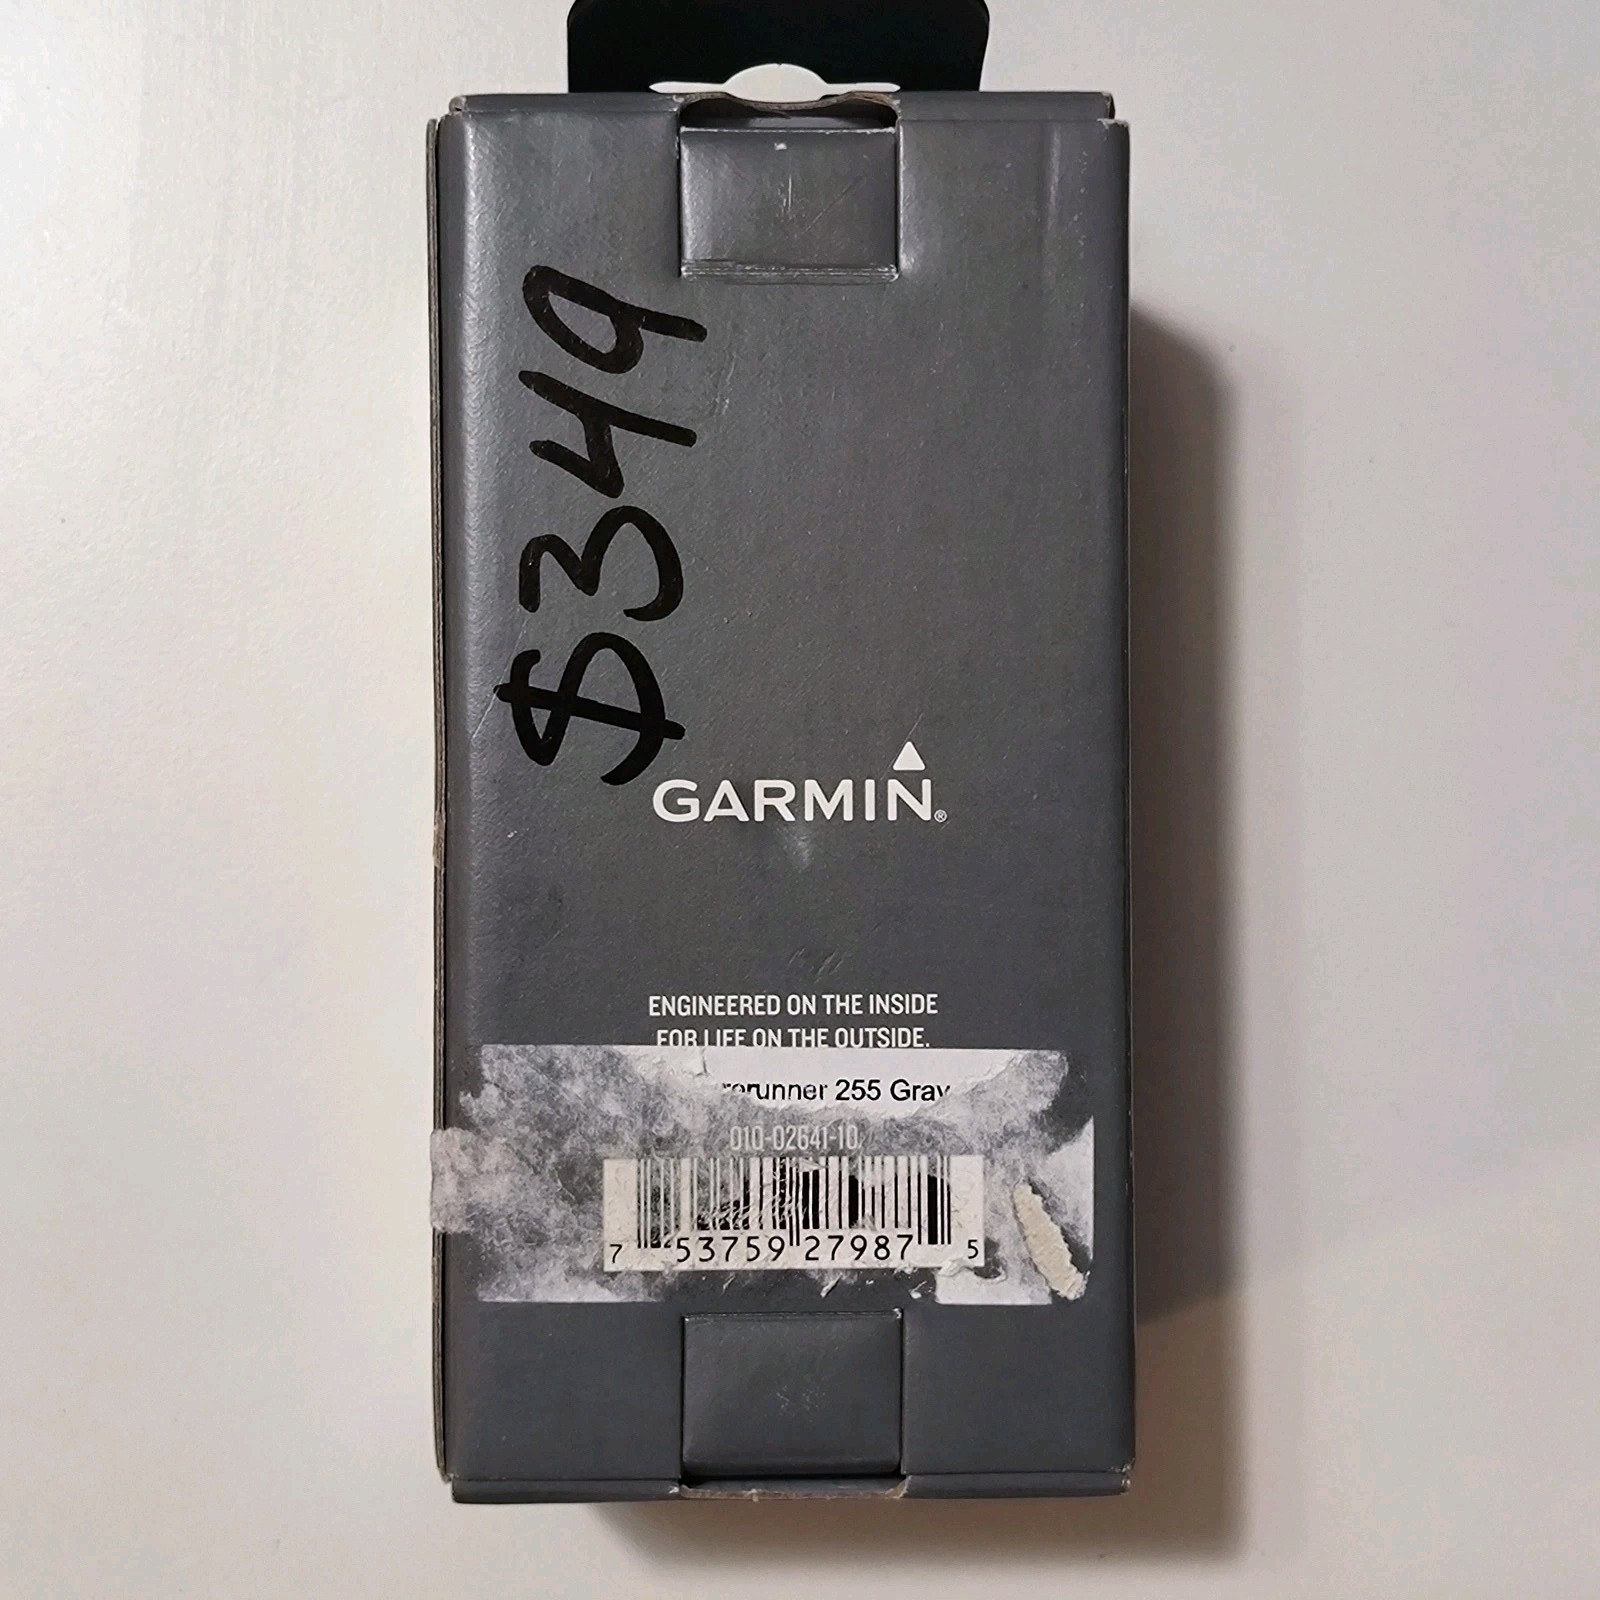 $349
GARMIN®
ENGINEERED ON THE INSIDE
FOR LIFE ON THE OUTSIDE.
rerunner 255 Gray
010-02641-10
7 53759 27987 5